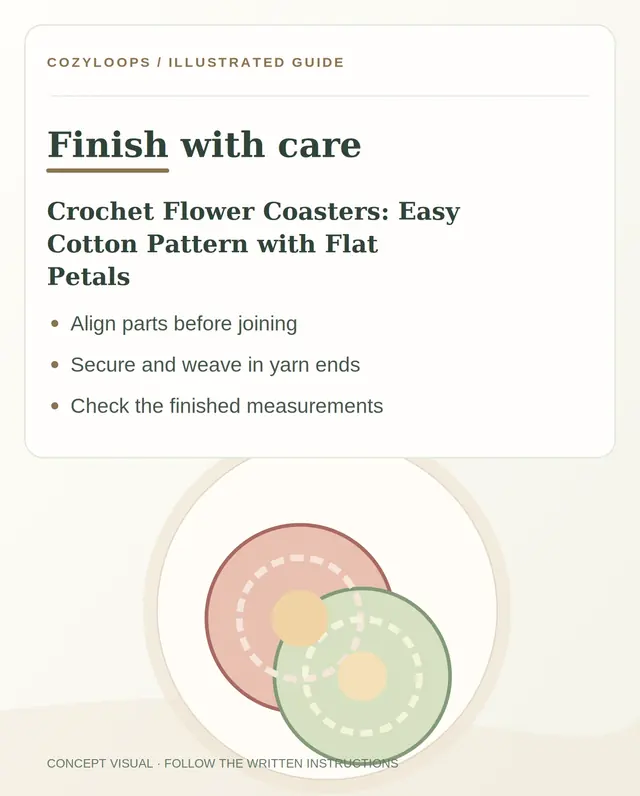 COZYLOOPS / ILLUSTRATED GUIDE
Finish with care
Crochet Flower Coasters: Easy
Cotton Pattern with Flat
Petals
• Align parts before joining
• Secure and weave in yarn ends
• Check the finished measurements
CONCEPT VISUAL · FOLLOW THE WRITTEN INSTRUCTIONS